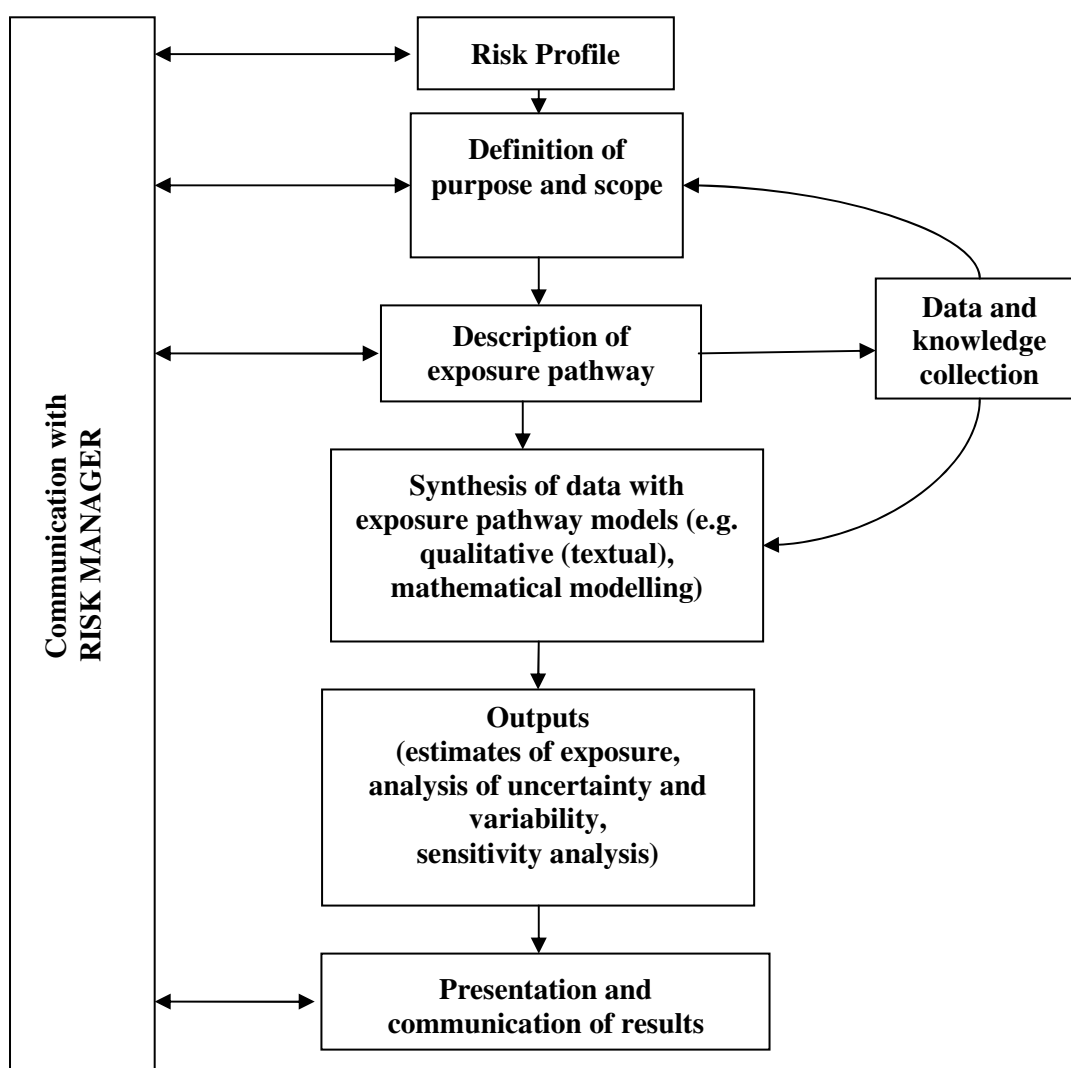 Risk Profile
Definition of
purpose and scope
Description of
exposure pathway
Data and
knowledge
collection
Communication with
RISK MANAGER
Synthesis of data with
exposure pathway models (e.g.
qualitative (textual),
mathematical modelling)
Outputs
(estimates of exposure,
analysis of uncertainty and
variability,
sensitivity analysis)
Presentation and
communication of results